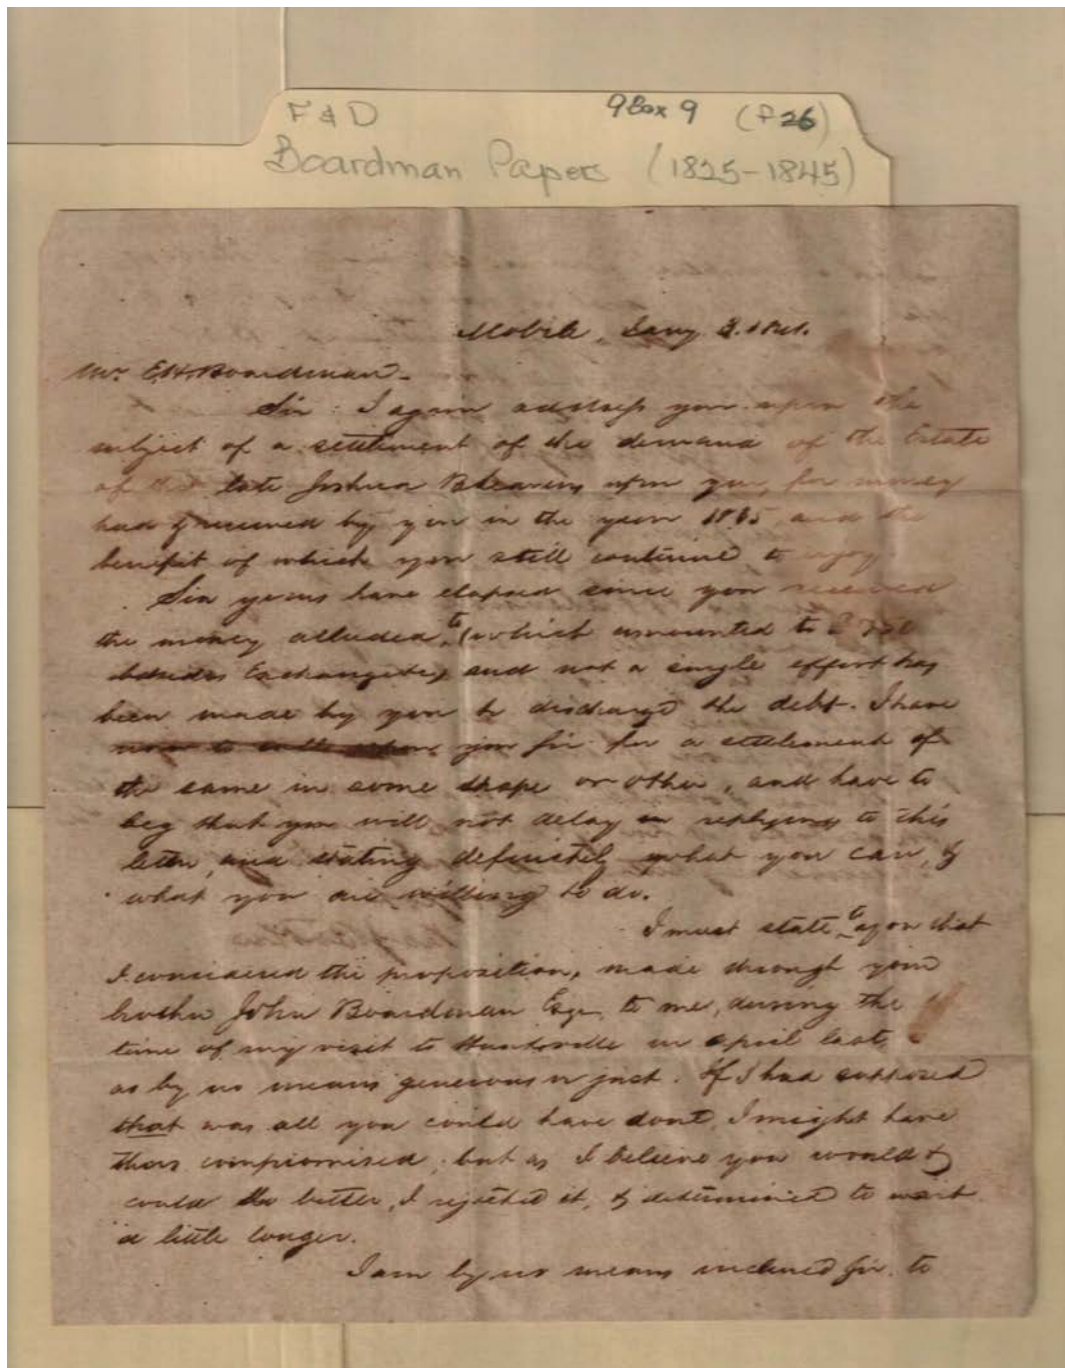 F & D 9 Box 9 (f 26)
Boardman Papers (1825-1845)
Mobile, Jany 3. 1841.
Mr. E.H. Boardman -
Sir: I again address you upon the
subject of a settlement of the demand of the Estate
of the late Joshua upon you, for money
had & received by you in the year 1835, and the
benefit of which you still continue to enjoy
Six years have elapsed since you received
the money alluded to, (which amounted to
besides Exchange &c) and not a single effort has
been made by you to discharge the debt. I have
now to call upon you sir for a settlement of
the same in some shape or other, and have to
beg that you will not delay in replying to this
letter, and stating definitely what you can, &
what you are willing to do.
I must state to you that
I considered the proposition, made through your
brother John Boardman Esqr. to me, during the
time of my visit to Huntsville in april last
as by no means generous or just. If I had supposed
that was all you could have done, I might have
thus compromised; but as I believe you would &
could do better, I rejected it, & determined to wait
a little longer.
I am by no means inclined sir, to